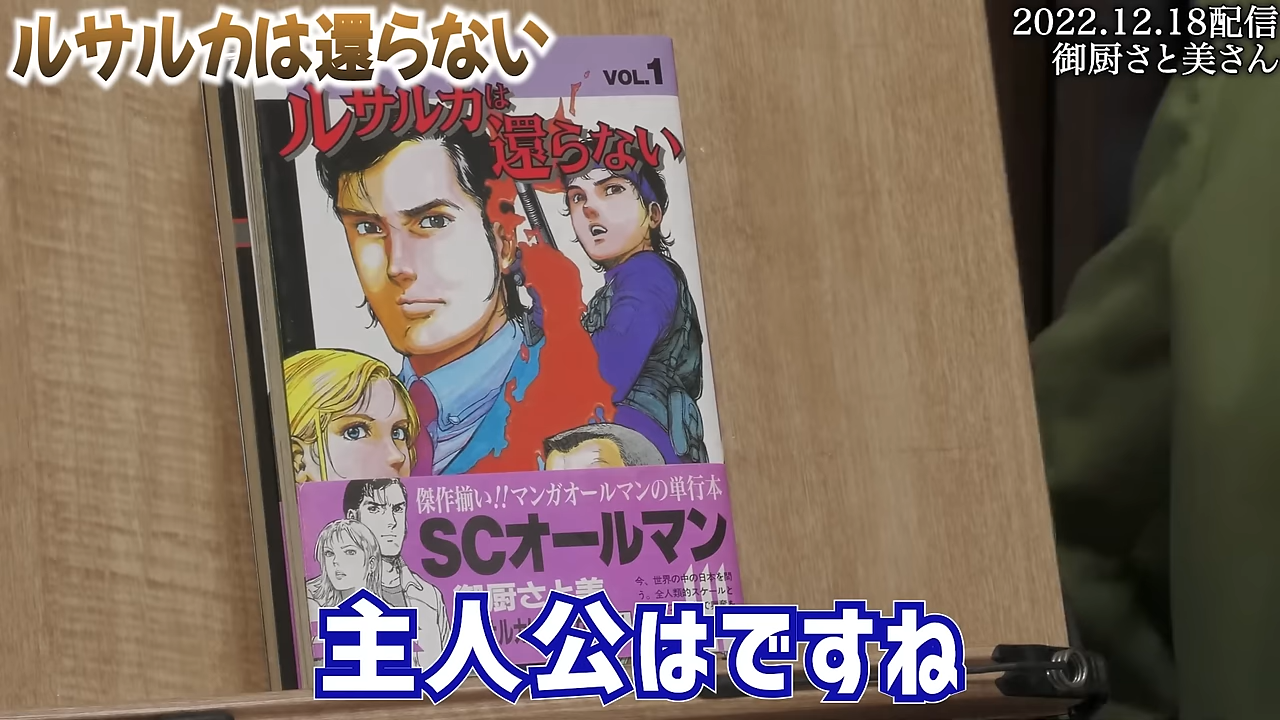 ルサルカは還らない
2022.12.18配信
御厨さと美さん
VOL.1
ルサルカは還らない
傑作揃い!!マンガオールマンの単行本
SCオールマン
御厨さと美
今、世界の中の日本を問
う。全人類的スケールと
主人公はですね